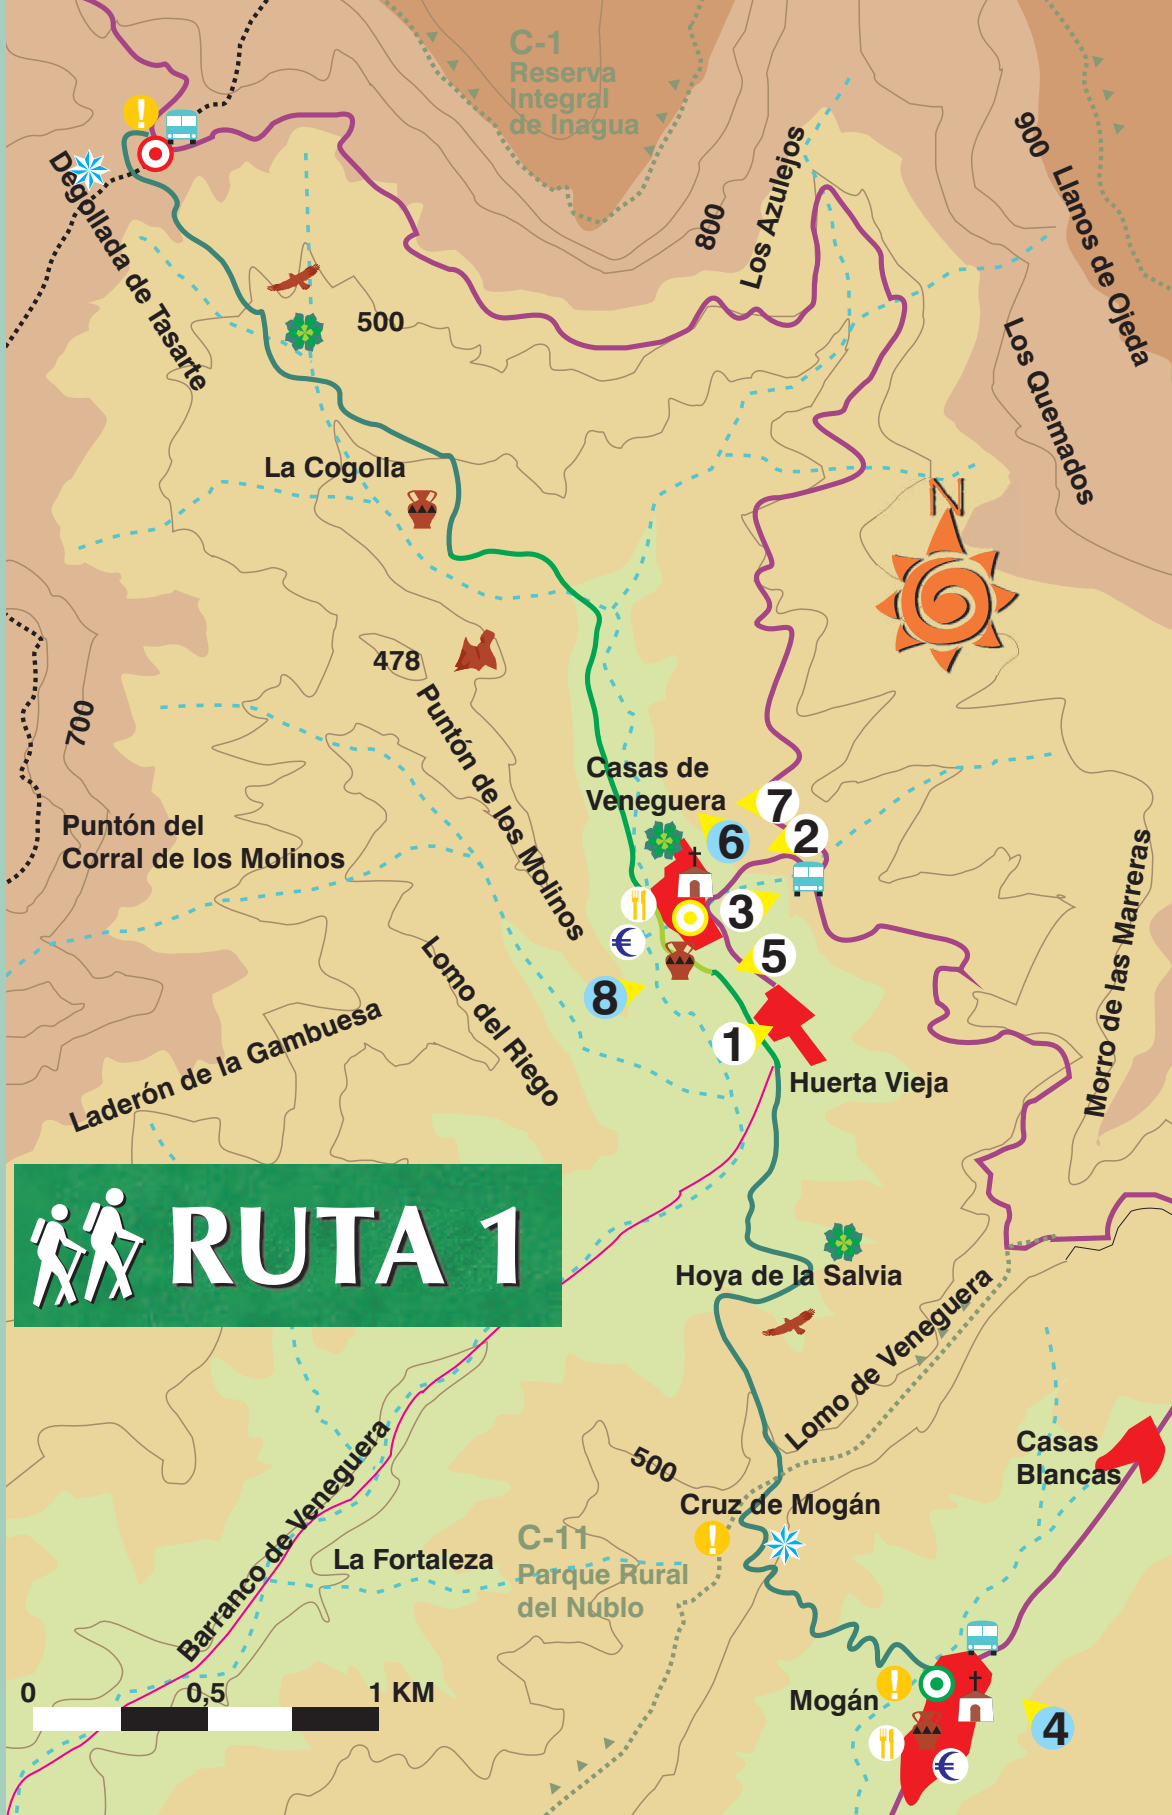 C-1
Reserva
Integral
de Inagua
900
Llanos de Ojeda
800
Los Azulejos
Degollada de Tasarte
500
Los Quemados
La Cogolla
N
478
700
Puntón de los Molinos
Casas de
Veneguera
7
2
6
Puntón del
Corral de los Molinos
3
€
5
8
1
Morro de las Marreras
Lomo del Riego
Laderón de la Gambuesa
Huerta Vieja
RUTA 1
Hoya de la Salvia
Lomo de Veneguera
Casas
Blancas
500
Cruz de Mogán
C-11
Parque Rural
del Nublo
La Fortaleza
Barranco de Veneguera
0 0,5 1 KM
Mogán
4
€